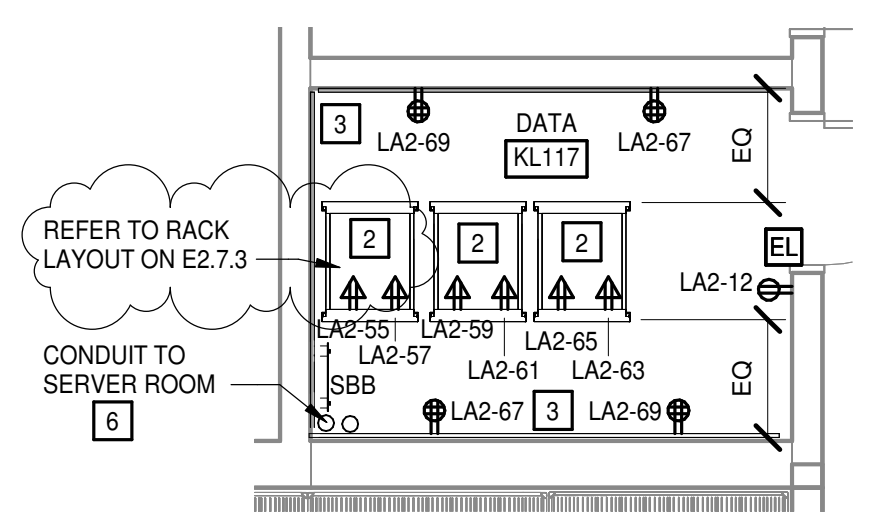 3
LA2-69
DATA
KL117
LA2-67
EQ
REFER TO RACK
LAYOUT ON E2.7.3
2
2
2
EL
LA2-12
LA2-55
LA2-57
LA2-59
LA2-61
LA2-65
LA2-63
CONDUIT TO
SERVER ROOM
6
SBB
LA2-67
3
LA2-69
EQ